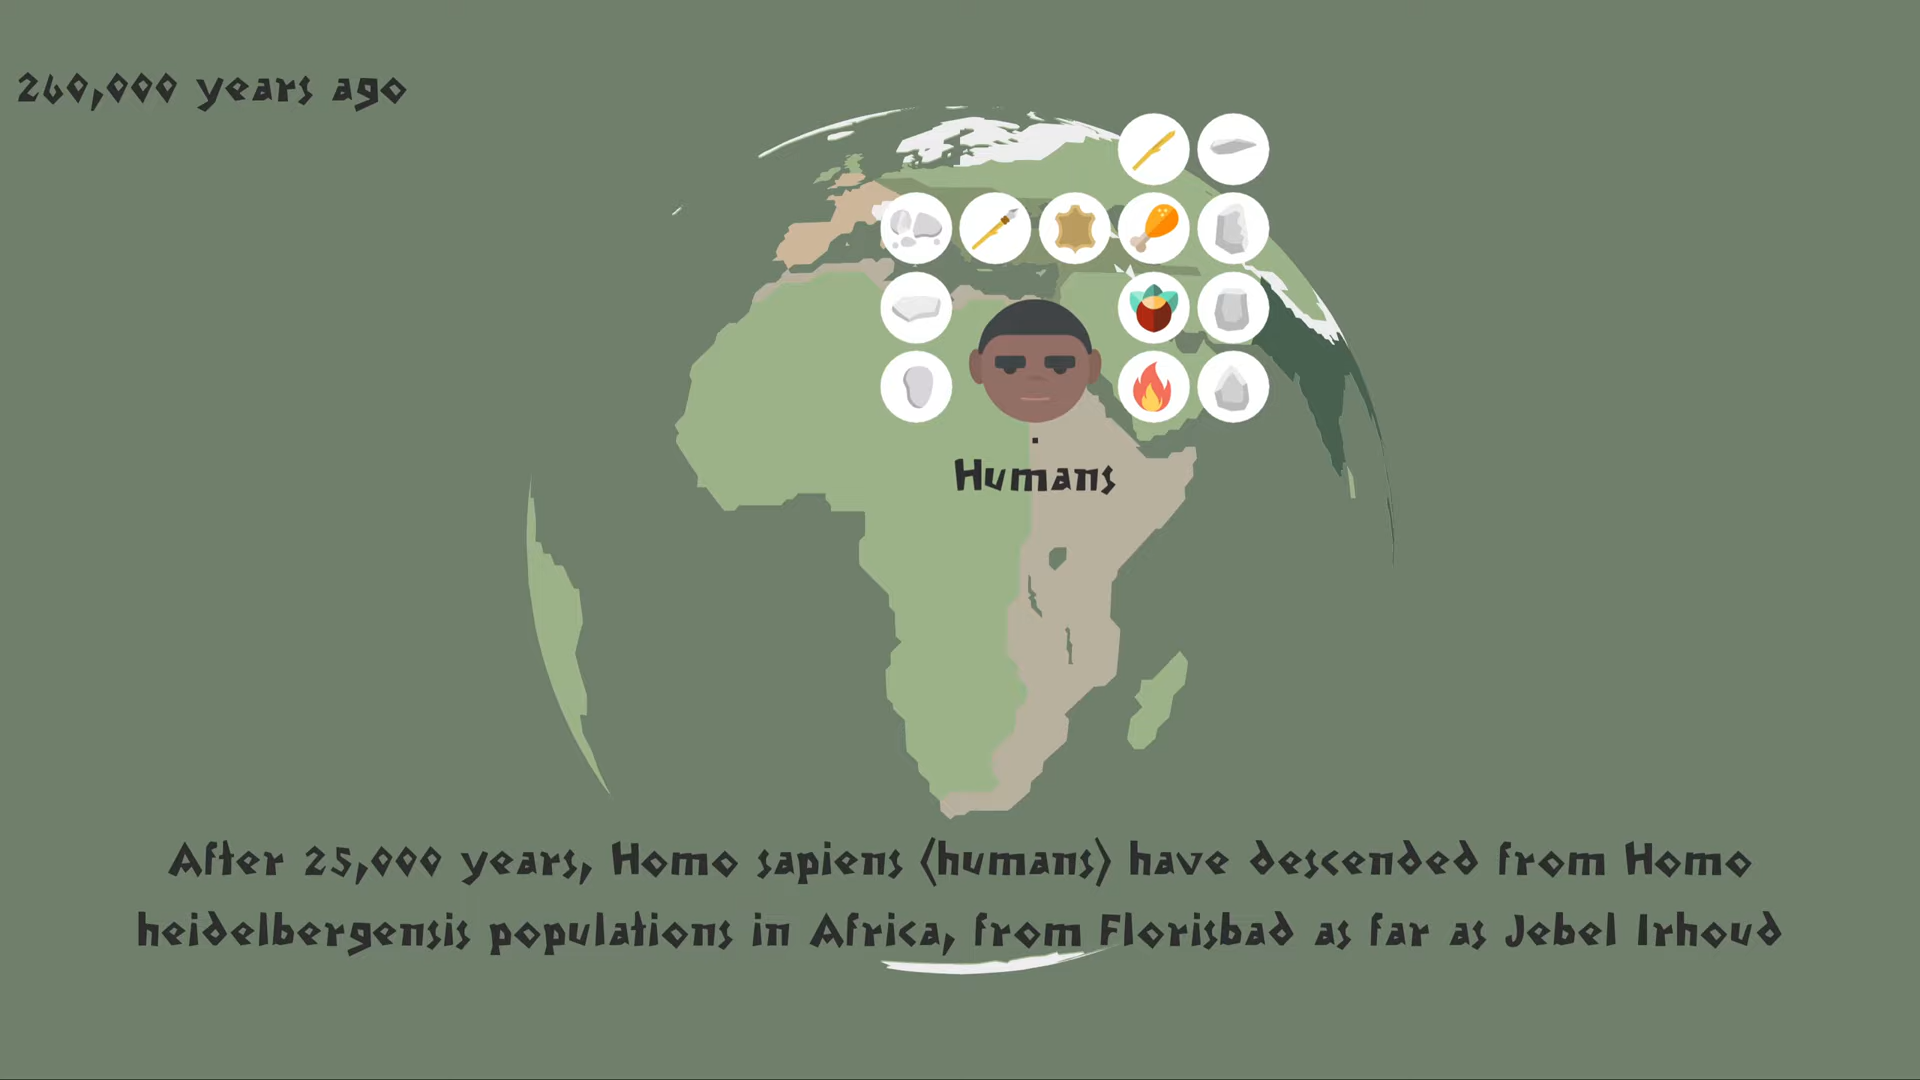 260,000 years ago
Humans
After 25,000 years, Homo sapiens (humans) have descended from Homo
heidelbergensis populations in Africa, from Florisbad as far as Jebel Irhoud